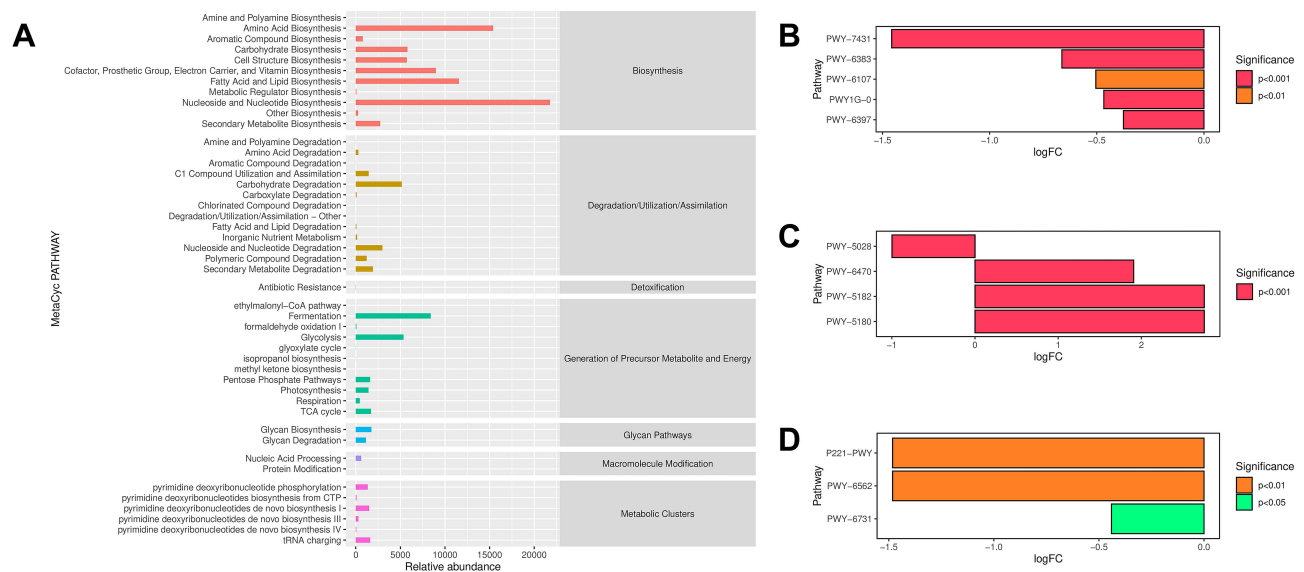 A
MetaCyc PATHWAY
Amine and Polyamine Biosynthesis
Amino Acid Biosynthesis
Aromatic Compound Biosynthesis
Carbohydrate Biosynthesis
Cell Structure Biosynthesis
Cofactor, Prosthetic Group, Electron Carrier, and Vitamin Biosynthesis
Fatty Acid and Lipid Biosynthesis
Metabolic Regulator Biosynthesis
Nucleoside and Nucleotide Biosynthesis
Other Biosynthesis
Secondary Metabolite Biosynthesis
Biosynthesis
Amine and Polyamine Degradation
Amino Acid Degradation
Aromatic Compound Degradation
C1 Compound Utilization and Assimilation
Carbohydrate Degradation
Carboxylate Degradation
Chlorinated Compound Degradation
Degradation/Utilization/Assimilation − Other
Fatty Acid and Lipid Degradation
Inorganic Nutrient Metabolism
Nucleoside and Nucleotide Degradation
Polymeric Compound Degradation
Secondary Metabolite Degradation
Degradation/Utilization/Assimilation
Antibiotic Resistance
Detoxification
ethylmalonyl−CoA pathway
Fermentation
formaldehyde oxidation I
Glycolysis
glyoxylate cycle
isopropanol biosynthesis
methyl ketone biosynthesis
Pentose Phosphate Pathways
Photosynthesis
Respiration
TCA cycle
Generation of Precursor Metabolite and Energy
Glycan Biosynthesis
Glycan Degradation
Glycan Pathways
Nucleic Acid Processing
Protein Modification
Macromolecule Modification
pyrimidine deoxyribonucleotide phosphorylation
pyrimidine deoxyribonucleotides biosynthesis from CTP
pyrimidine deoxyribonucleotides de novo biosynthesis I
pyrimidine deoxyribonucleotides de novo biosynthesis III
pyrimidine deoxyribonucleotides de novo biosynthesis IV
tRNA charging
Metabolic Clusters
0 5000 10000 15000 20000
Relative abundance
B
Pathway
PWY−7431
PWY−6383
PWY−6107
PWY1G−0
PWY−6397
−1.5 −1.0 −0.5 0.0
logFC
Significance
p<0.001
p<0.01
C
Pathway
PWY−5028
PWY−6470
PWY−5182
PWY−5180
−1 0 1 2
logFC
Significance
p<0.001
D
Pathway
P221−PWY
PWY−6562
PWY−6731
−1.5 −1.0 −0.5 0.0
logFC
Significance
p<0.01
p<0.05